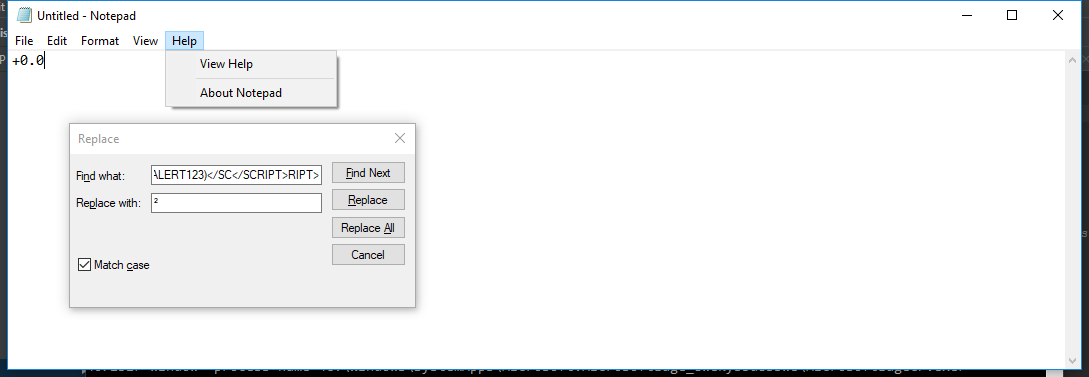 Untitled - Notepad
File Edit Format View Help
+0.0
View Help
About Notepad
Replace
Find what: ALERT123)</SC</SCRIPT>RIPT> Find Next
Replace with: ² Replace
Replace All
Cancel
Match case